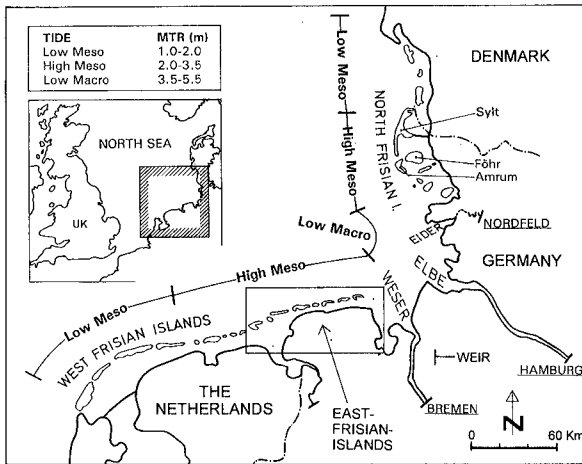 TIDE MTR (m)
Low Meso 1.0-2.0
High Meso 2.0-3.5
Low Macro 3.5-5.5
NORTH SEA
UK
Low Meso
High Meso
Low Macro
High Meso
Low Meso
DENMARK
NORTH FRISIAN I.
Sylt
Föhr
Amrum
EIDER
NORDFELD
GERMANY
ELBE
WESER
WEST FRISIAN ISLANDS
THE
NETHERLANDS
EAST-
FRISIAN-
ISLANDS
WEIR
HAMBURG
BREMEN
N
0 60 Km